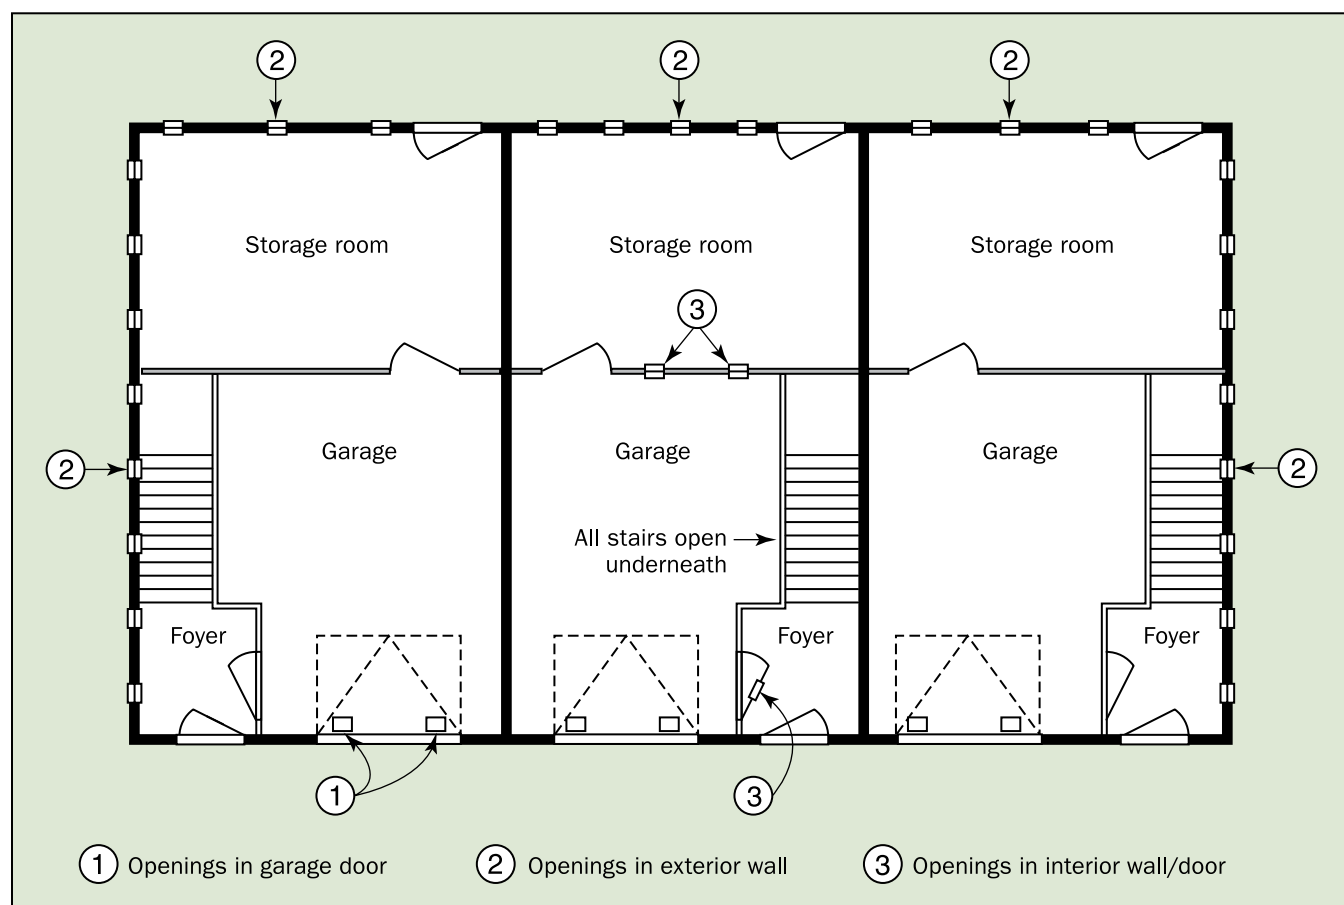 2
2
2
Storage room
Storage room
Storage room
3
Garage
Garage
Garage
2
2
All stairs open
underneath
Foyer
Foyer
Foyer
1
3
1 Openings in garage door
2 Openings in exterior wall
3 Openings in interior wall/door